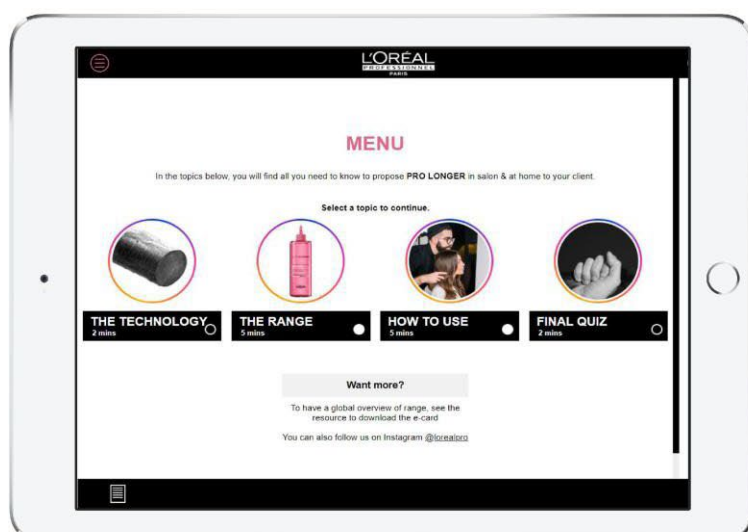 L'ORÉAL
PROFESSIONNEL
PARIS
MENU
In the topics below, you will find all you need to know to propose PRO LONGER in salon & at home to your client.
Select a topic to continue.
THE TECHNOLOGY
2 mins
THE RANGE
5 mins
HOW TO USE
5 mins
FINAL QUIZ
2 mins
Want more?
To have a global overview of range, see the
resource to download the e-card
You can also follow us on Instagram @lorealpro